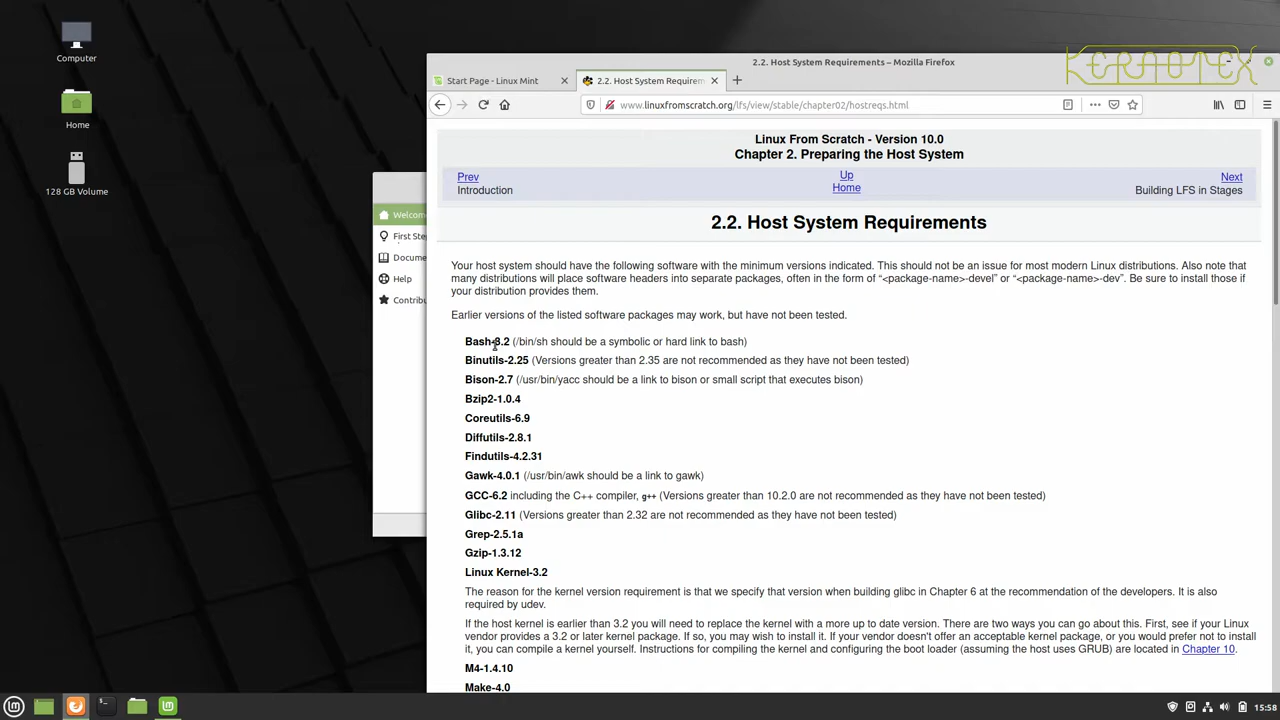 Computer
Home
128 GB Volume
2.2. Host System Requirements – Mozilla Firefox
KERNOTEX
Start Page - Linux Mint
2.2. Host System Requirem
www.linuxfromscratch.org/lfs/view/stable/chapter02/hostreqs.html
Welcome
First Ste
Docume
Help
Contribu
Linux From Scratch - Version 10.0
Chapter 2. Preparing the Host System
Prev
Introduction
Up
Home
Next
Building LFS in Stages
2.2. Host System Requirements
Your host system should have the following software with the minimum versions indicated. This should not be an issue for most modern Linux distributions. Also note that
many distributions will place software headers into separate packages, often in the form of “<package-name>-devel” or “<package-name>-dev”. Be sure to install those if
your distribution provides them.
Earlier versions of the listed software packages may work, but have not been tested.
Bash-3.2 (/bin/sh should be a symbolic or hard link to bash)
Binutils-2.25 (Versions greater than 2.35 are not recommended as they have not been tested)
Bison-2.7 (/usr/bin/yacc should be a link to bison or small script that executes bison)
Bzip2-1.0.4
Coreutils-6.9
Diffutils-2.8.1
Findutils-4.2.31
Gawk-4.0.1 (/usr/bin/awk should be a link to gawk)
GCC-6.2 including the C++ compiler, g++ (Versions greater than 10.2.0 are not recommended as they have not been tested)
Glibc-2.11 (Versions greater than 2.32 are not recommended as they have not been tested)
Grep-2.5.1a
Gzip-1.3.12
Linux Kernel-3.2
The reason for the kernel version requirement is that we specify that version when building glibc in Chapter 6 at the recommendation of the developers. It is also
required by udev.
If the host kernel is earlier than 3.2 you will need to replace the kernel with a more up to date version. There are two ways you can go about this. First, see if your Linux
vendor provides a 3.2 or later kernel package. If so, you may wish to install it. If your vendor doesn't offer an acceptable kernel package, or you would prefer not to install
it, you can compile a kernel yourself. Instructions for compiling the kernel and configuring the boot loader (assuming the host uses GRUB) are located in Chapter 10.
M4-1.4.10
Make-4.0
15:58